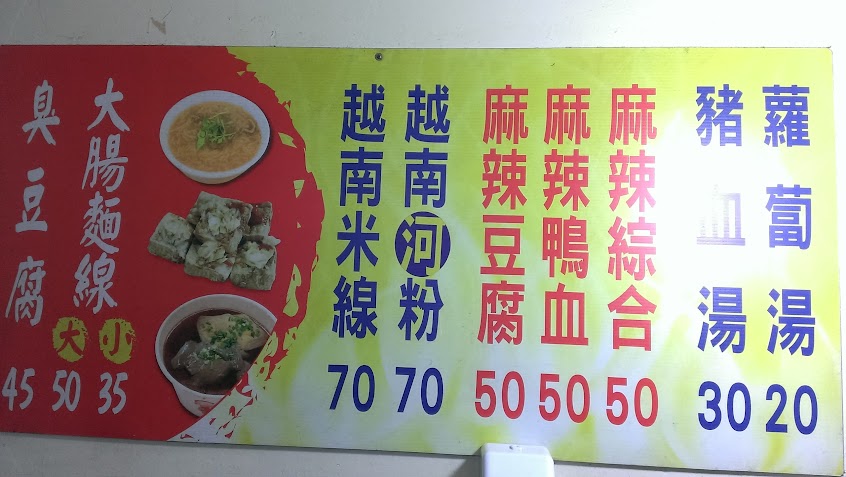 蘿蔔湯 20
豬血湯 30
麻辣綜合 50
麻辣鴨血 50
麻辣豆腐 50
越南河粉 70
越南米線 70
大腸麵線 小 35
大 50
臭豆腐 45